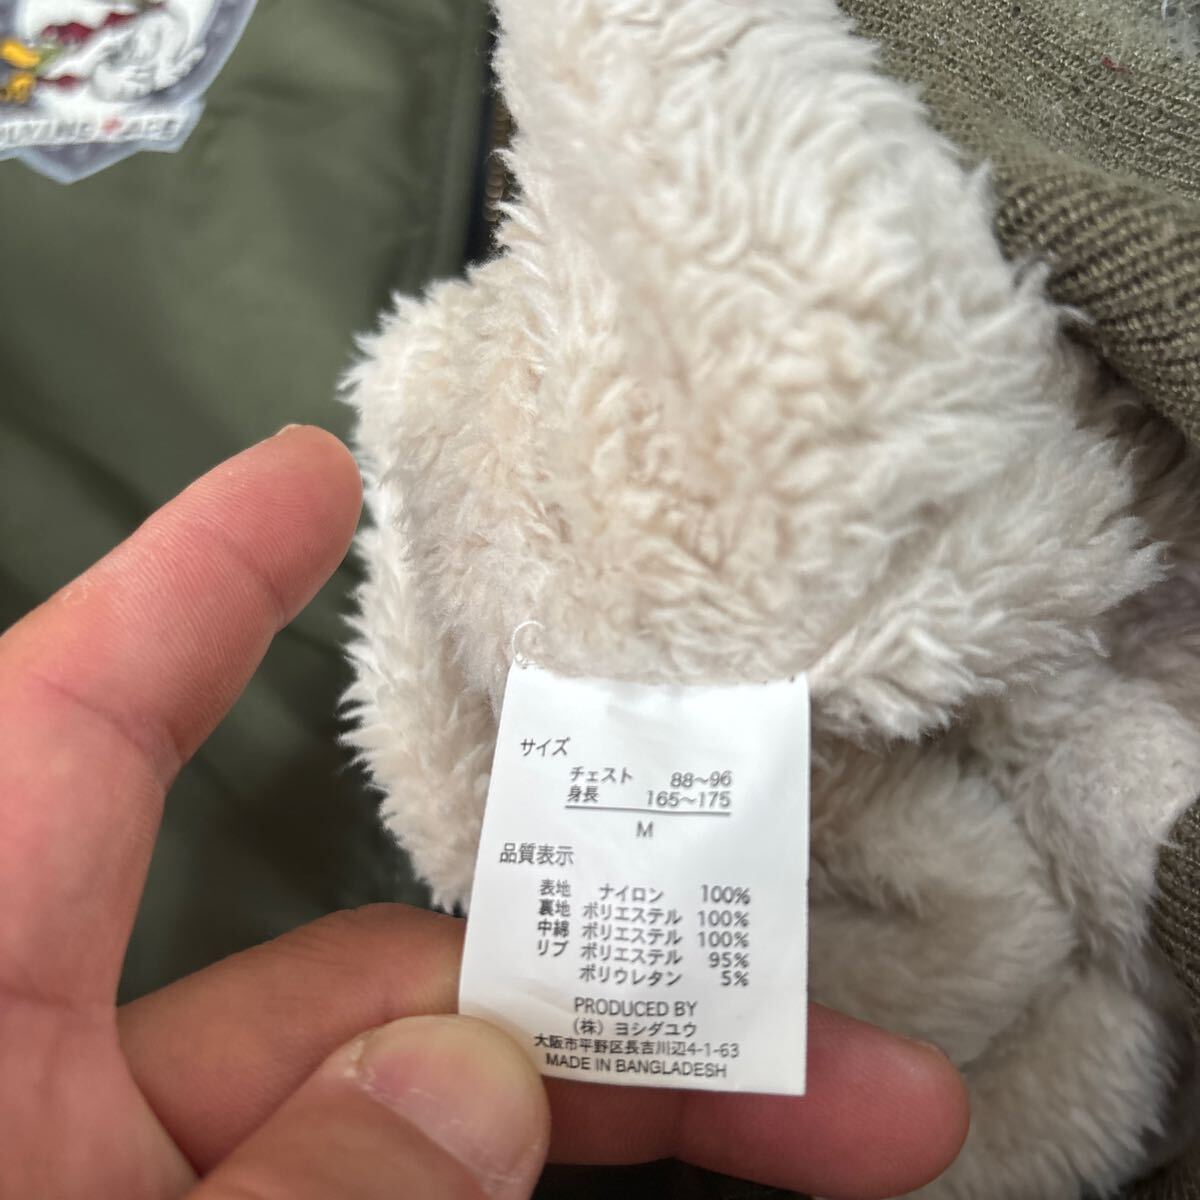 サイズ
チェスト 88～96
身長 165～175
M
品質表示
表地 ナイロン 100%
裏地 ポリエステル 100%
中綿 ポリエステル 100%
リブ ポリエステル 95%
ポリウレタン 5%
PRODUCED BY
(株) ヨシダユウ
大阪市平野区長吉川辺4-1-63
MADE IN BANGLADESH